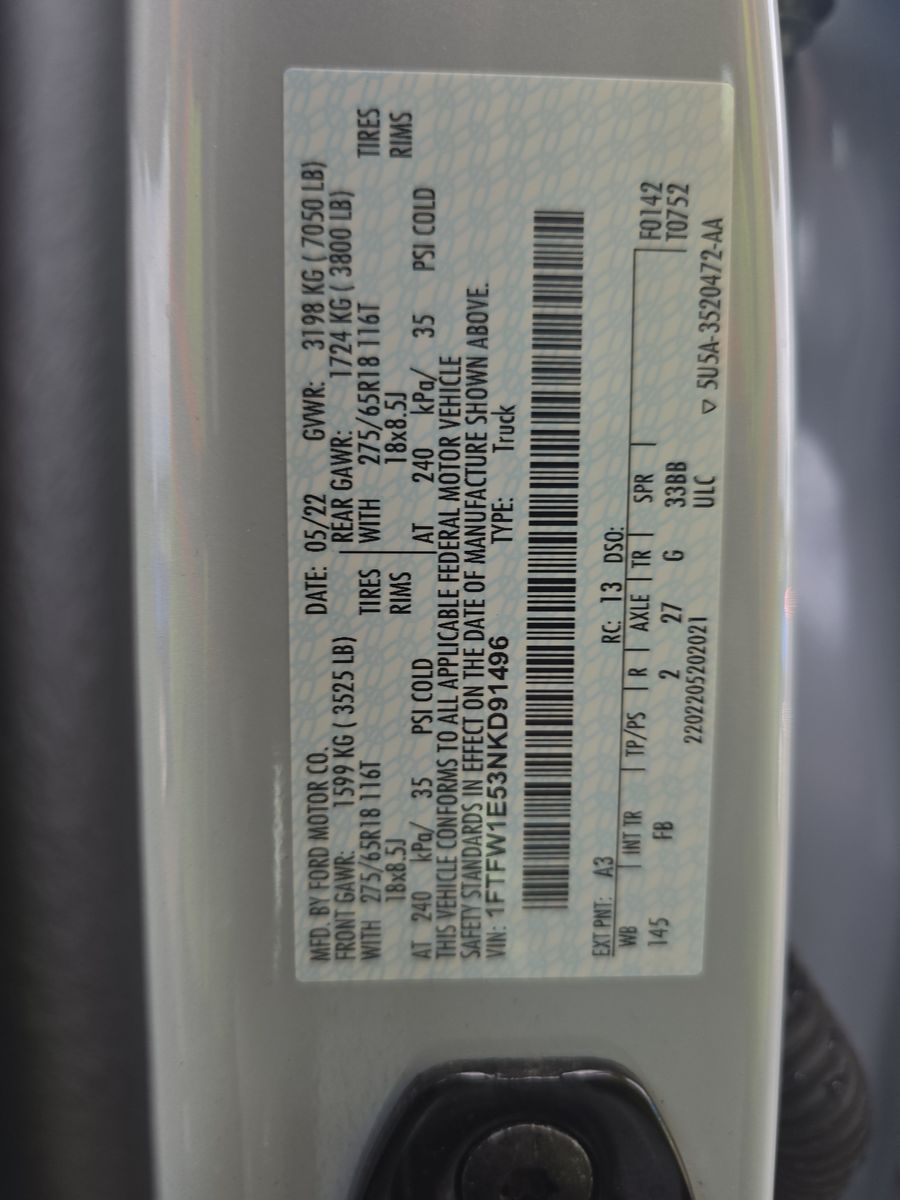 MFD. BY FORD MOTOR CO. DATE: 05/22 GVWR: 3198 KG ( 7050 LB)
FRONT GAWR: 1599 KG ( 3525 LB) REAR GAWR: 1724 KG ( 3800 LB)
WITH 275/65R18 116T TIRES WITH 275/65R18 116T TIRES
18x8.5J RIMS 18x8.5J RIMS
AT 240 kPa/ 35 PSI COLD AT 240 kPa/ 35 PSI COLD
THIS VEHICLE CONFORMS TO ALL APPLICABLE FEDERAL MOTOR VEHICLE
SAFETY STANDARDS IN EFFECT ON THE DATE OF MANUFACTURE SHOWN ABOVE.
VIN: 1FTFW1E53NKD91496 TYPE: Truck
EXT PNT: A3 RC: 13 DSO:
WB INT TR TP/PS R AXLE TR SPR F0142
145 FB 2 27 G 33BB T0752
2202205202021 ULC ▽ 5U5A-3520472-AA